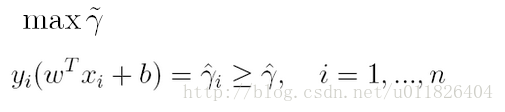 max γ̃
yᵢ(wᵀxᵢ + b) = γ̂ᵢ ≥ γ̂, i = 1, ..., n
http://blog.csdn.net/u011826404